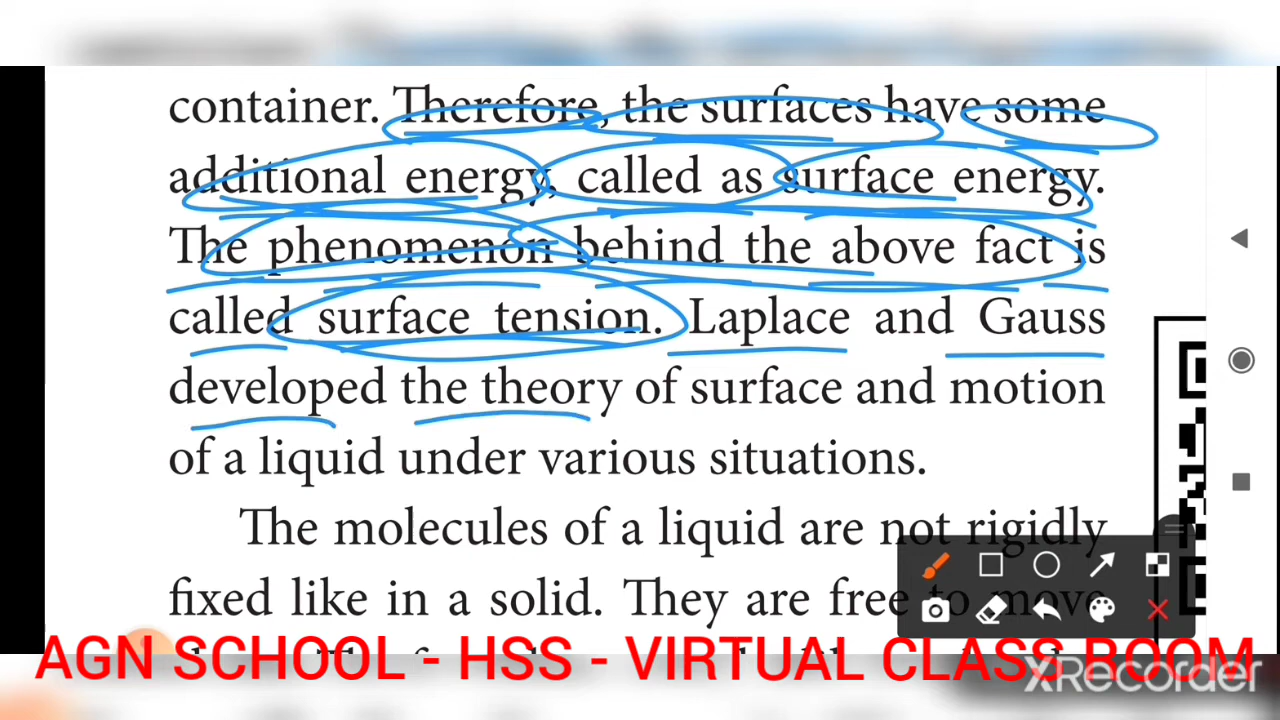 container. Therefore, the surfaces have some
additional energy, called as surface energy.
The phenomenon behind the above fact is
called surface tension. Laplace and Gauss
developed the theory of surface and motion
of a liquid under various situations.
The molecules of a liquid are not rigidly
fixed like in a solid. They are free to move
AGN SCHOOL - HSS - VIRTUAL CLASS ROOM
XRecorder